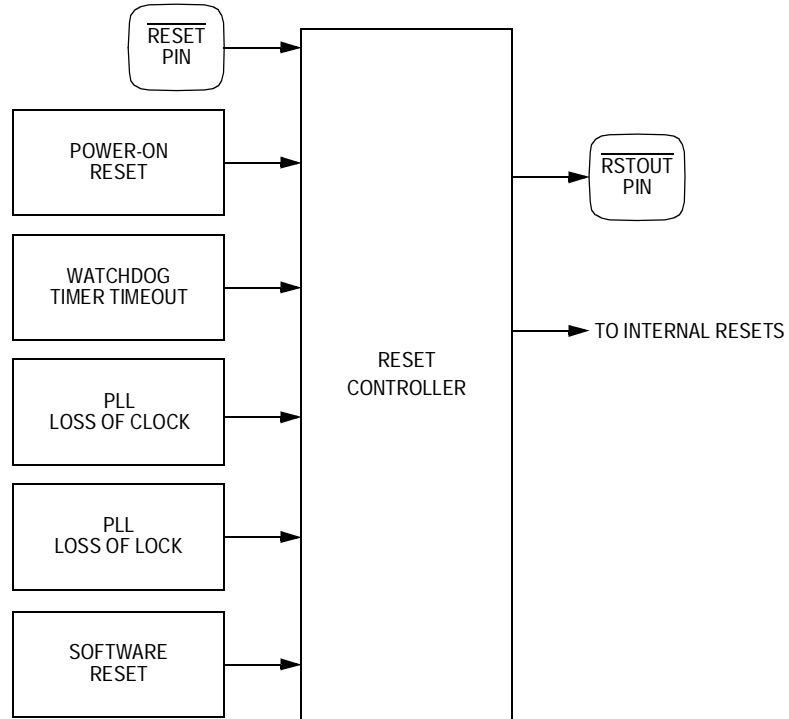 RESET
PIN
POWER-ON
RESET
WATCHDOG
TIMER TIMEOUT
PLL
LOSS OF CLOCK
PLL
LOSS OF LOCK
SOFTWARE
RESET
RESET
CONTROLLER
RSTOUT
PIN
TO INTERNAL RESETS